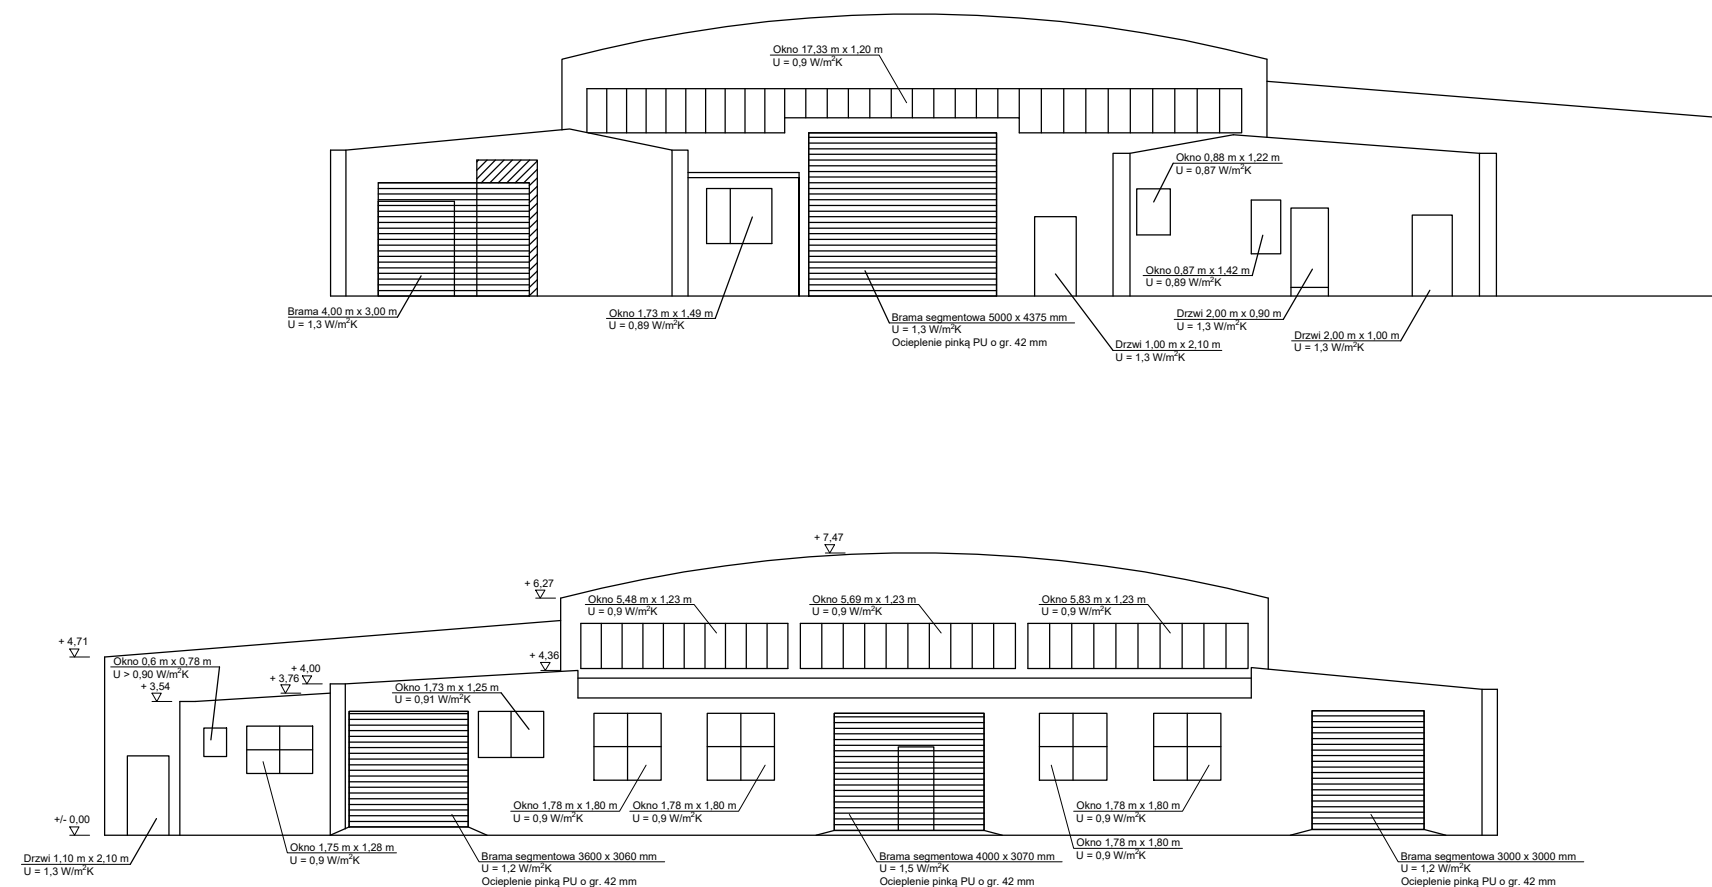 Okno 17,33 m x 1,20 m
U = 0,9 W/m²K
Okno 0,88 m x 1,22 m
U = 0,87 W/m²K
Okno 0,87 m x 1,42 m
U = 0,89 W/m²K
Brama 4,00 m x 3,00 m
U = 1,3 W/m²K
Okno 1,73 m x 1,49 m
U = 0,89 W/m²K
Brama segmentowa 5000 x 4375 mm
U = 1,3 W/m²K
Ocieplenie pinką PU o gr. 42 mm
Drzwi 1,00 m x 2,10 m
U = 1,3 W/m²K
Drzwi 2,00 m x 0,90 m
U = 1,3 W/m²K
Drzwi 2,00 m x 1,00 m
U = 1,3 W/m²K
+ 7,47
+ 6,27
Okno 5,48 m x 1,23 m
U = 0,9 W/m²K
Okno 5,69 m x 1,23 m
U = 0,9 W/m²K
Okno 5,83 m x 1,23 m
U = 0,9 W/m²K
+ 4,71
+ 4,36
Okno 0,6 m x 0,78 m
U > 0,90 W/m²K
+ 4,00
+ 3,76
+ 3,54
Okno 1,73 m x 1,25 m
U = 0,91 W/m²K
Okno 1,78 m x 1,80 m
U = 0,9 W/m²K
Okno 1,78 m x 1,80 m
U = 0,9 W/m²K
Okno 1,78 m x 1,80 m
U = 0,9 W/m²K
+/- 0,00
Okno 1,78 m x 1,80 m
U = 0,9 W/m²K
Drzwi 1,10 m x 2,10 m
U = 1,3 W/m²K
Okno 1,75 m x 1,28 m
U = 0,9 W/m²K
Brama segmentowa 3600 x 3060 mm
U = 1,2 W/m²K
Ocieplenie pinką PU o gr. 42 mm
Brama segmentowa 4000 x 3070 mm
U = 1,5 W/m²K
Ocieplenie pinką PU o gr. 42 mm
Brama segmentowa 3000 x 3000 mm
U = 1,2 W/m²K
Ocieplenie pinką PU o gr. 42 mm